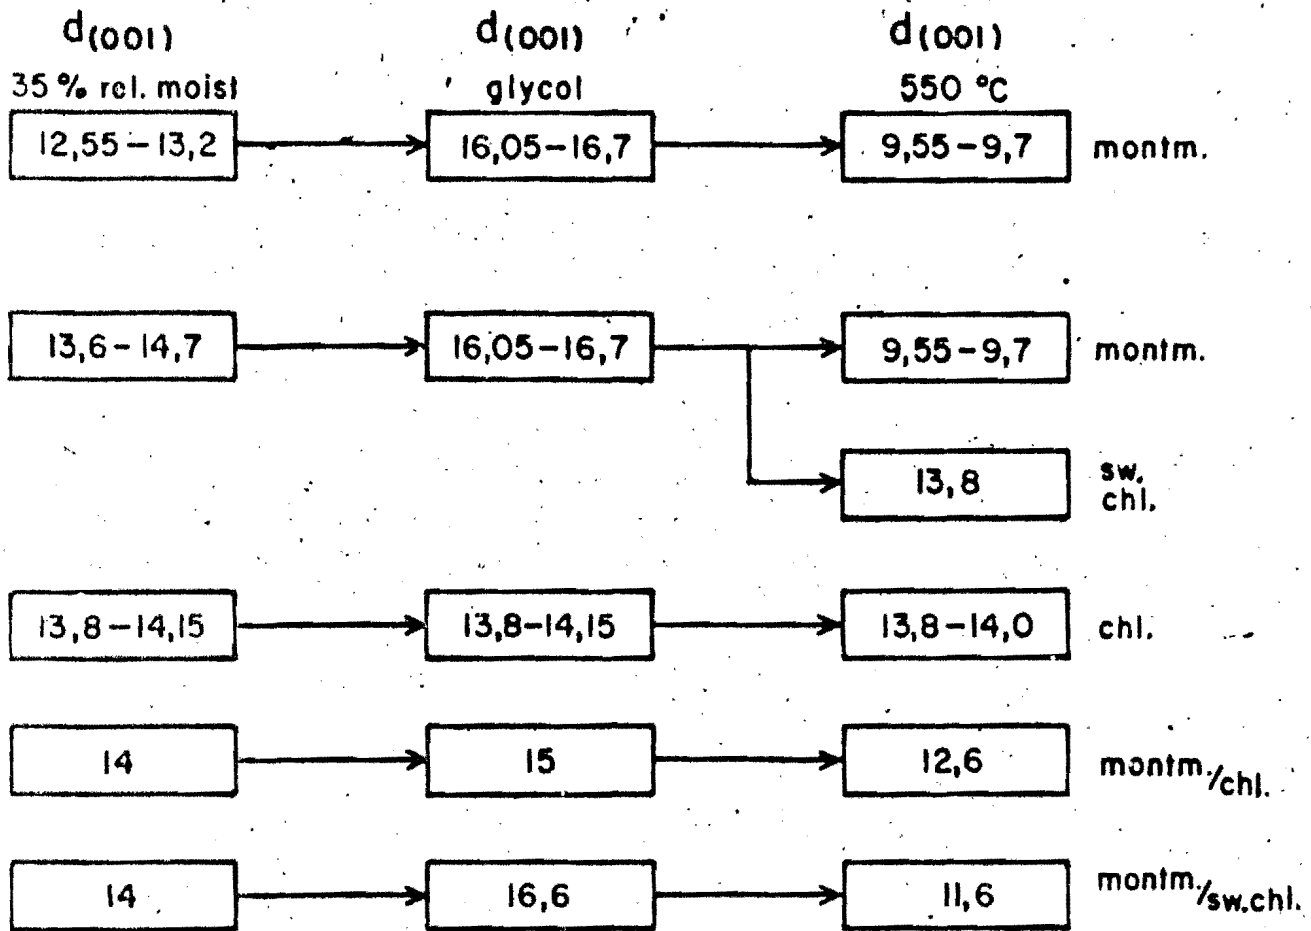 d(001) d(001) d(001)
35 % rel. moist glycol 550 °C
12,55 – 13,2 16,05 – 16,7 9,55 – 9,7 montm.
13,6 – 14,7 16,05 – 16,7 9,55 – 9,7 montm.
13,8 sw. chl.
13,8 – 14,15 13,8 – 14,15 13,8 – 14,0 chl.
14 15 12,6 montm./chl.
14 16,6 11,6 montm./sw.chl.